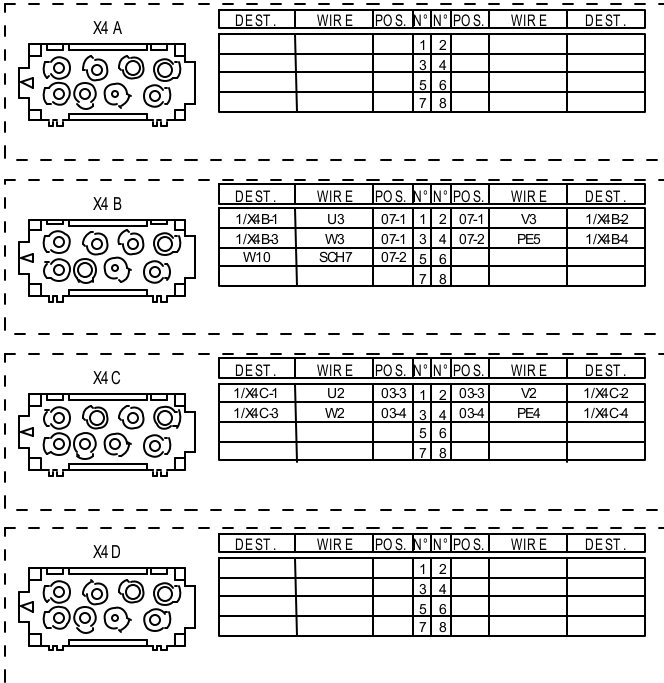 X4 A
DEST. WIRE POS. N° N° POS. WIRE DEST.
1 2
3 4
5 6
7 8
X4 B
DEST. WIRE POS. N° N° POS. WIRE DEST.
1/X4B-1 U3 07-1 1 2 07-1 V3 1/X4B-2
1/X4B-3 W3 07-1 3 4 07-2 PE5 1/X4B-4
W10 SCH7 07-2 5 6
7 8
X4 C
DEST. WIRE POS. N° N° POS. WIRE DEST.
1/X4C-1 U2 03-3 1 2 03-3 V2 1/X4C-2
1/X4C-3 W2 03-4 3 4 03-4 PE4 1/X4C-4
5 6
7 8
X4 D
DEST. WIRE POS. N° N° POS. WIRE DEST.
1 2
3 4
5 6
7 8